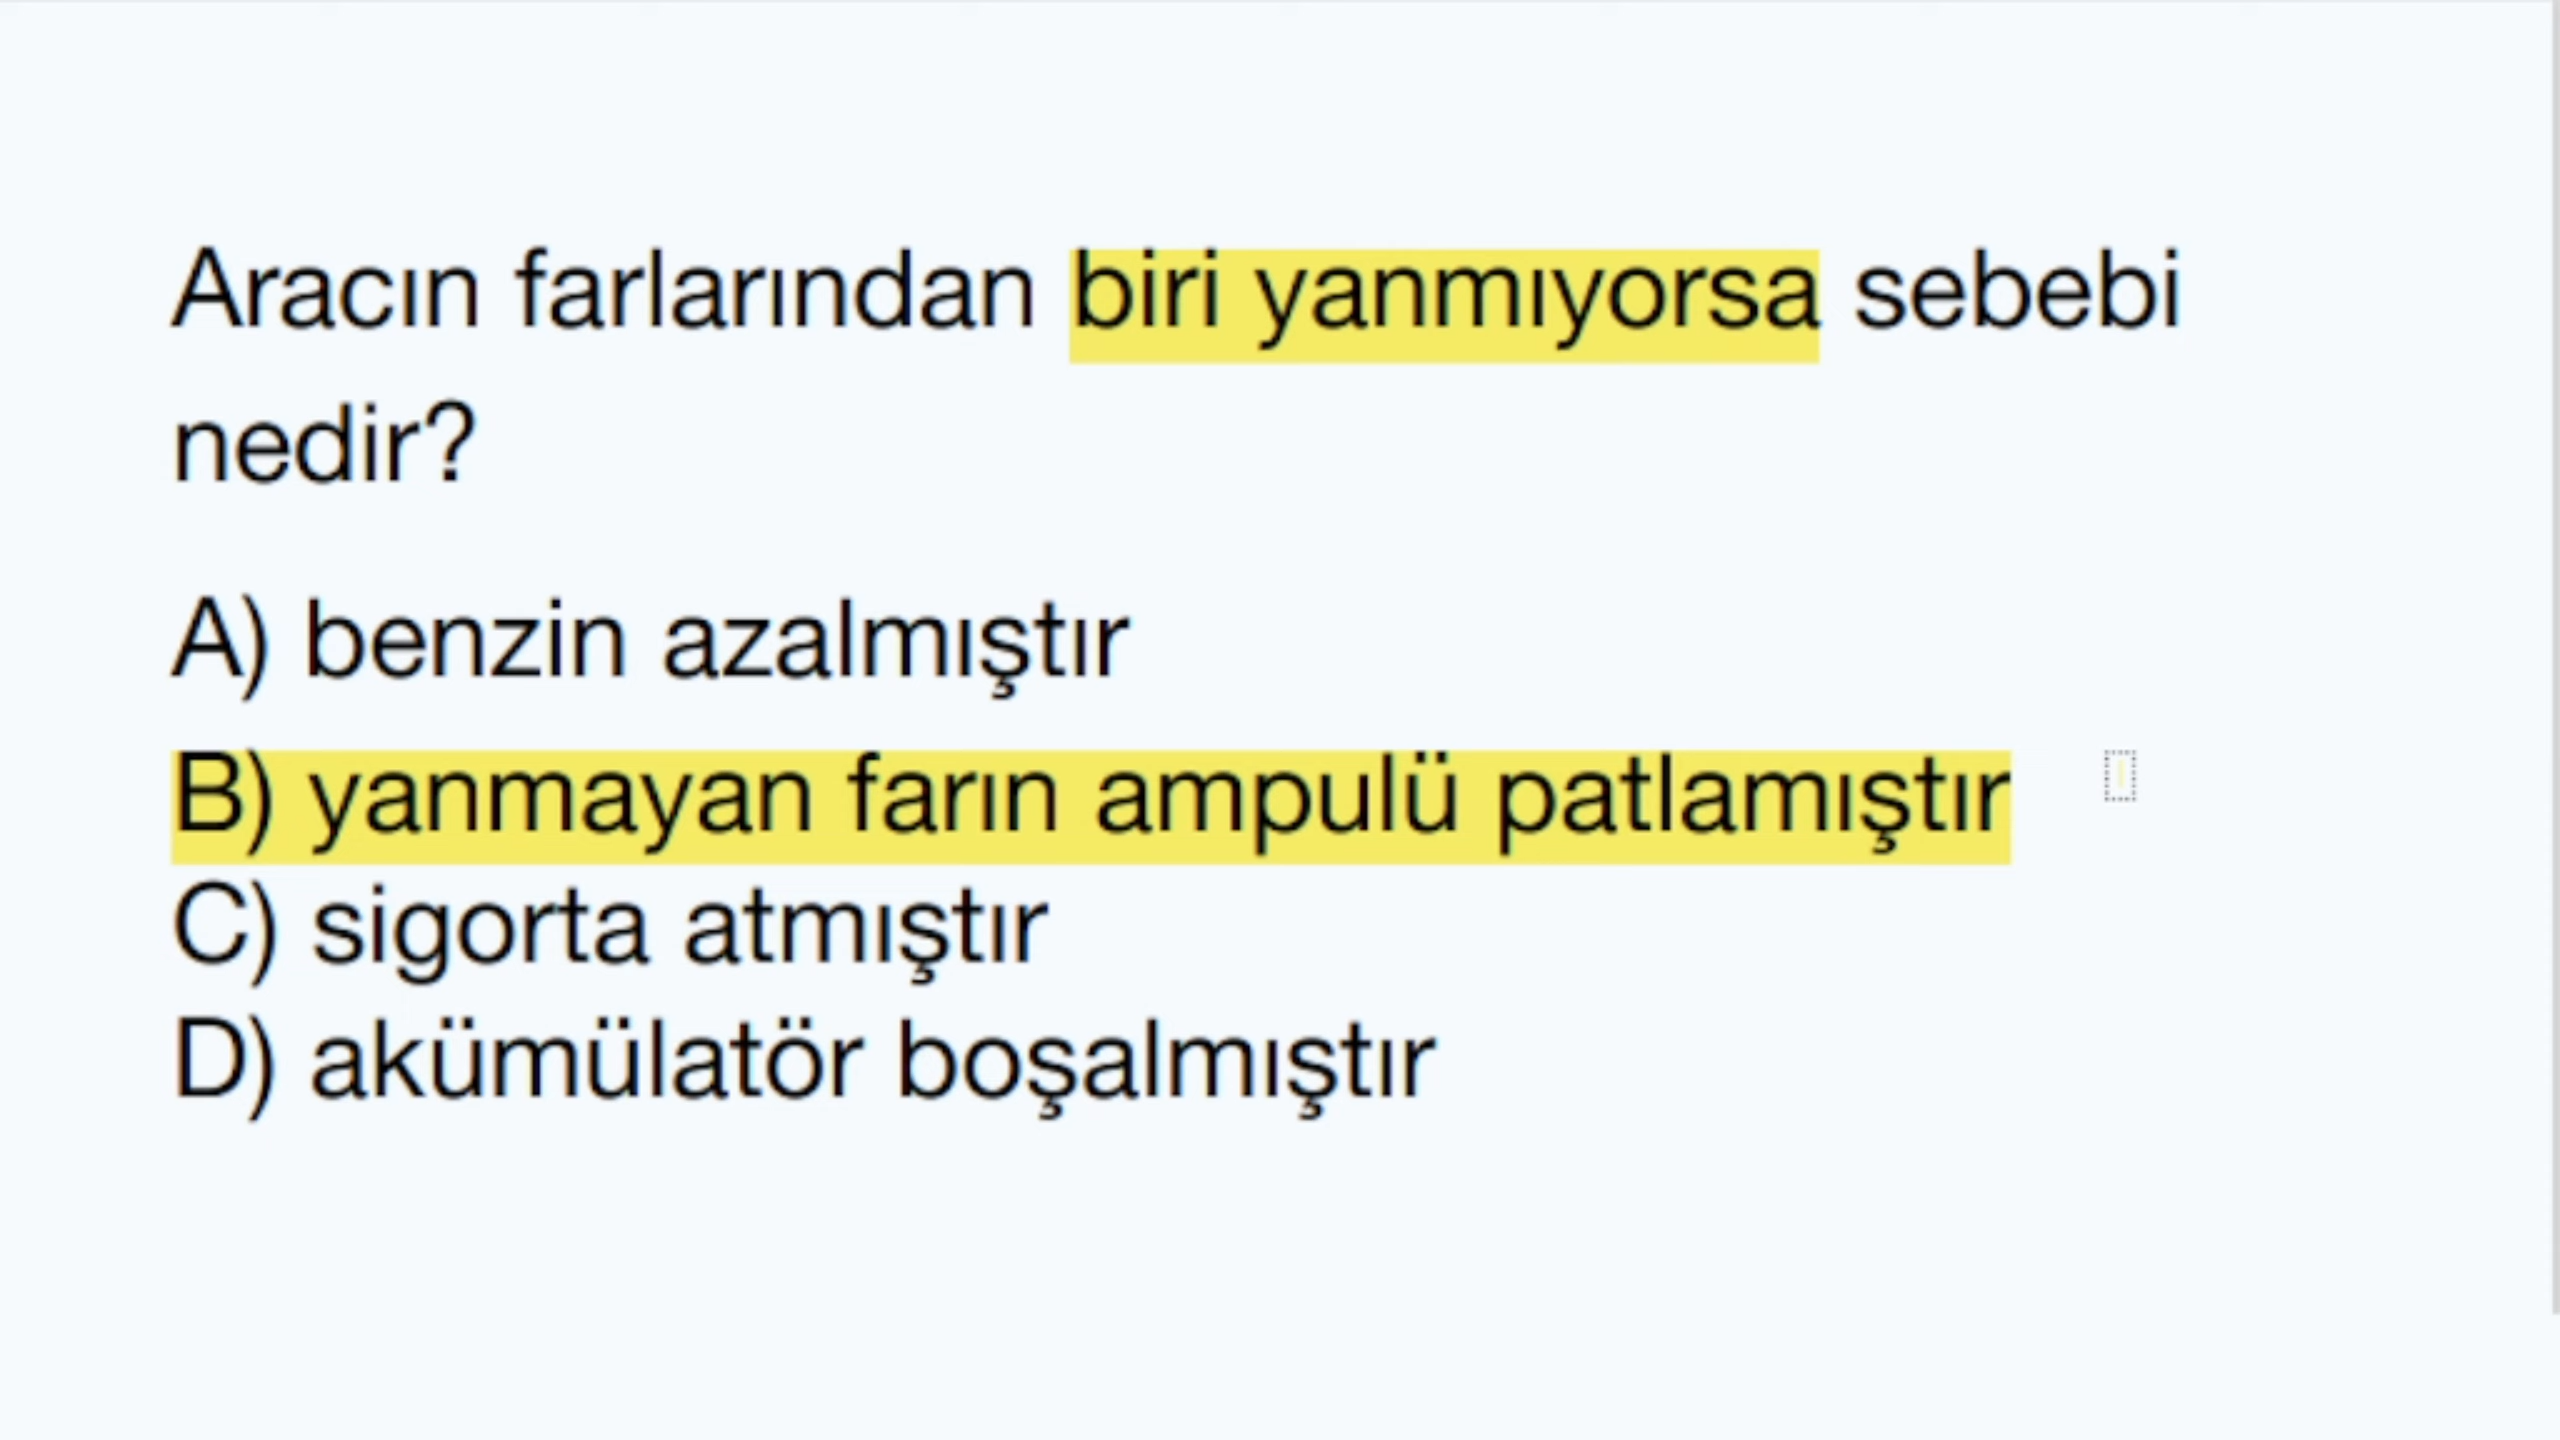 Aracın farlarından biri yanmıyorsa sebebi
nedir?
A) benzin azalmıştır
B) yanmayan farın ampulü patlamıştır
C) sigorta atmıştır
D) akümülatör boşalmıştır